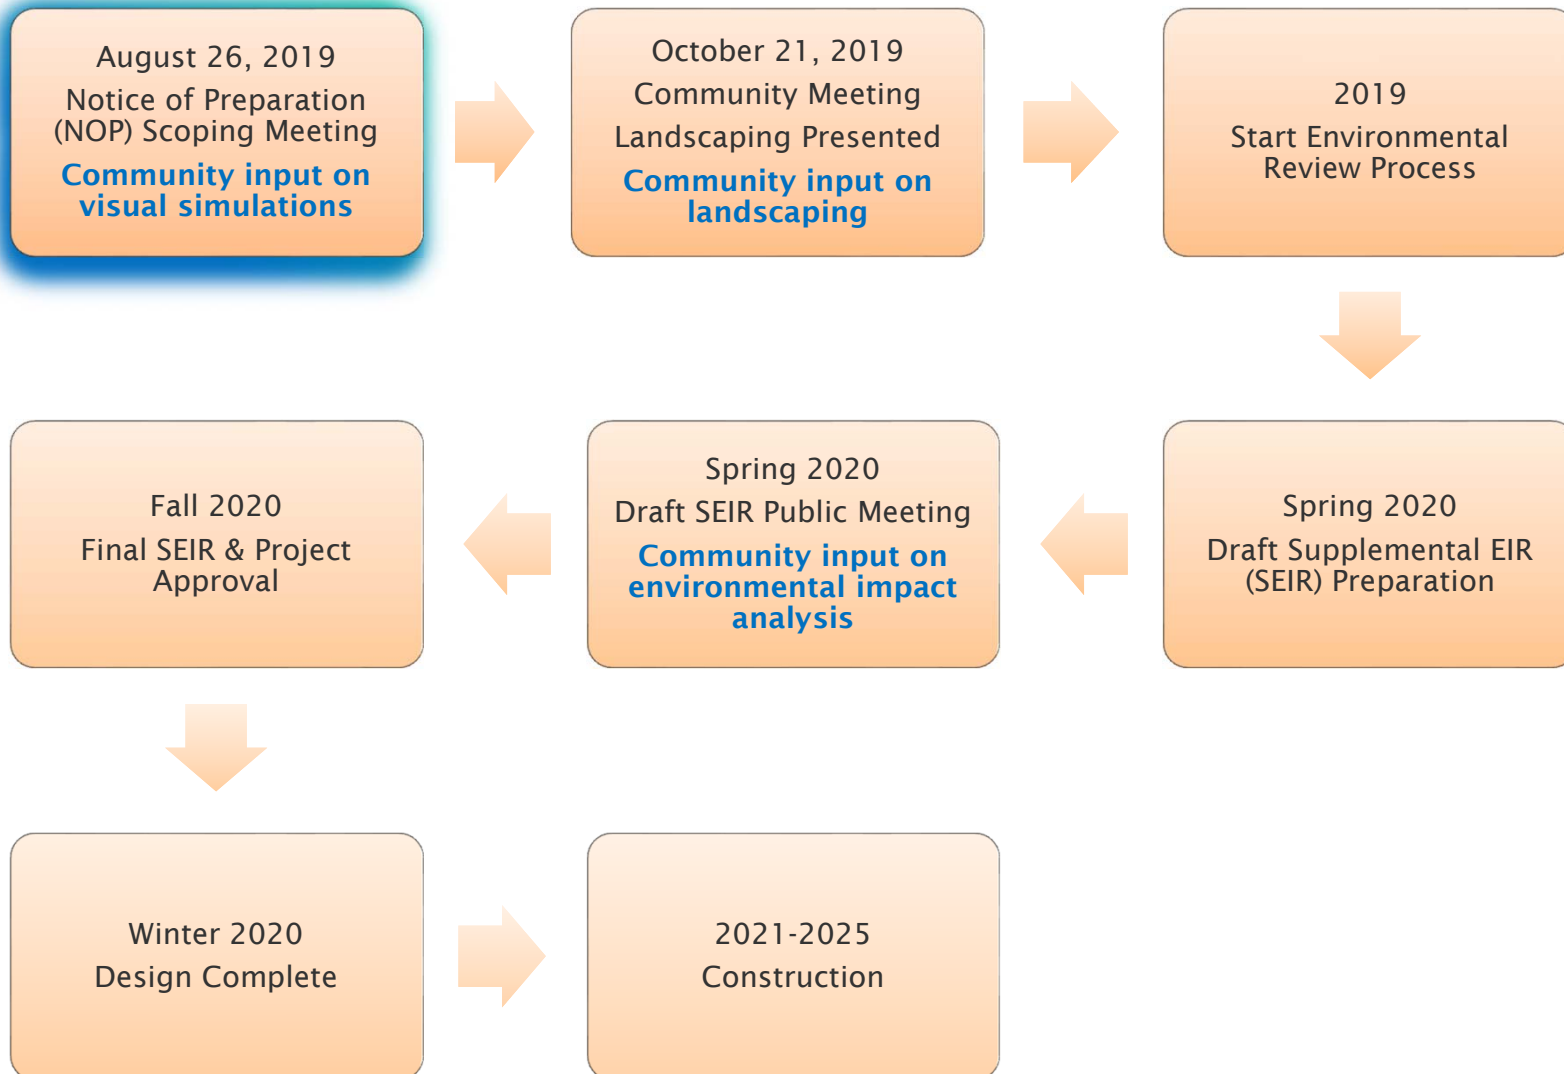 August 26, 2019
Notice of Preparation
(NOP) Scoping Meeting
Community input on
visual simulations
October 21, 2019
Community Meeting
Landscaping Presented
Community input on
landscaping
2019
Start Environmental
Review Process
Spring 2020
Draft Supplemental EIR
(SEIR) Preparation
Spring 2020
Draft SEIR Public Meeting
Community input on
environmental impact
analysis
Fall 2020
Final SEIR & Project
Approval
Winter 2020
Design Complete
2021-2025
Construction